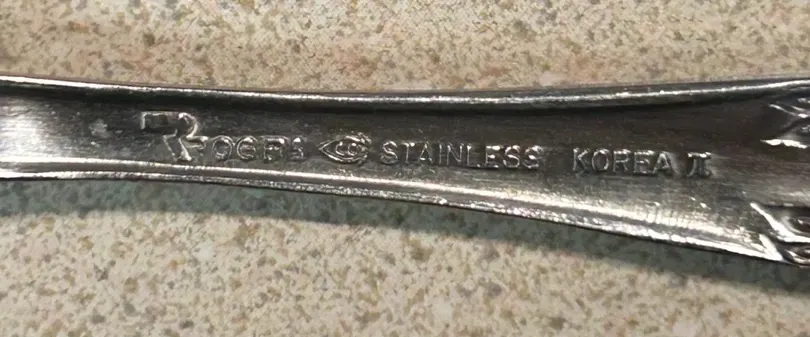 ROGERS STAINLESS KOREA π